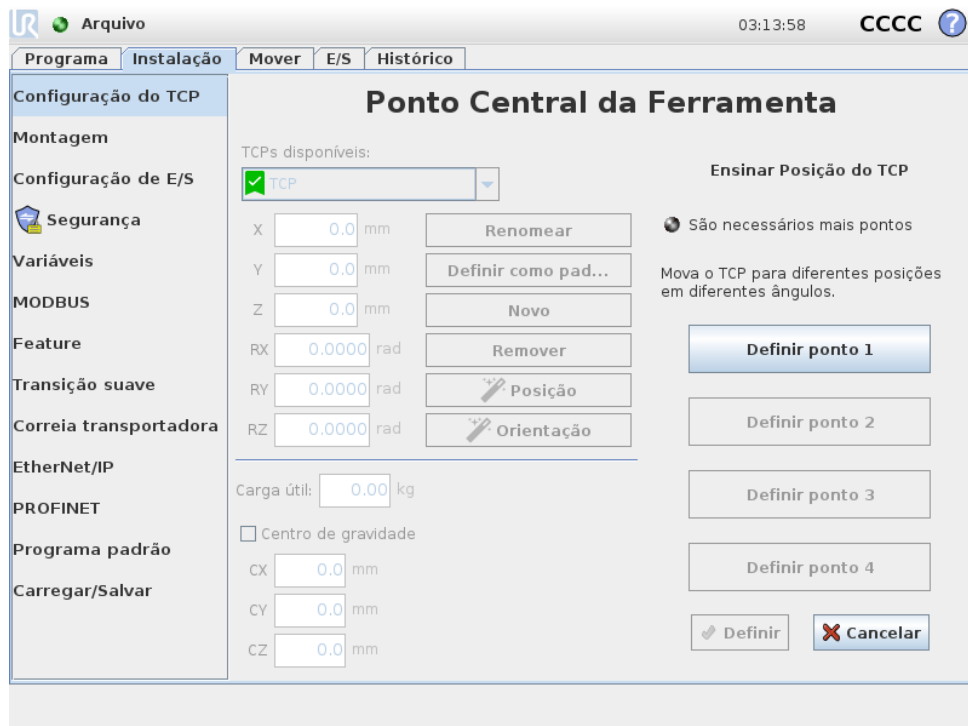 UR Arquivo 03:13:58 CCCC ?
Programa Instalação Mover E/S Histórico
Configuração do TCP
Montagem
Configuração de E/S
Segurança
Variáveis
MODBUS
Feature
Transição suave
Correia transportadora
EtherNet/IP
PROFINET
Programa padrão
Carregar/Salvar
Ponto Central da Ferramenta
TCPs disponíveis:
TCP
X 0.0 mm Renomear
Y 0.0 mm Definir como pad...
Z 0.0 mm Novo
RX 0.0000 rad Remover
RY 0.0000 rad Posição
RZ 0.0000 rad Orientação
Carga útil: 0.00 kg
Centro de gravidade
CX 0.0 mm
CY 0.0 mm
CZ 0.0 mm
Ensinar Posição do TCP
São necessários mais pontos
Mova o TCP para diferentes posições
em diferentes ângulos.
Definir ponto 1
Definir ponto 2
Definir ponto 3
Definir ponto 4
Definir Cancelar